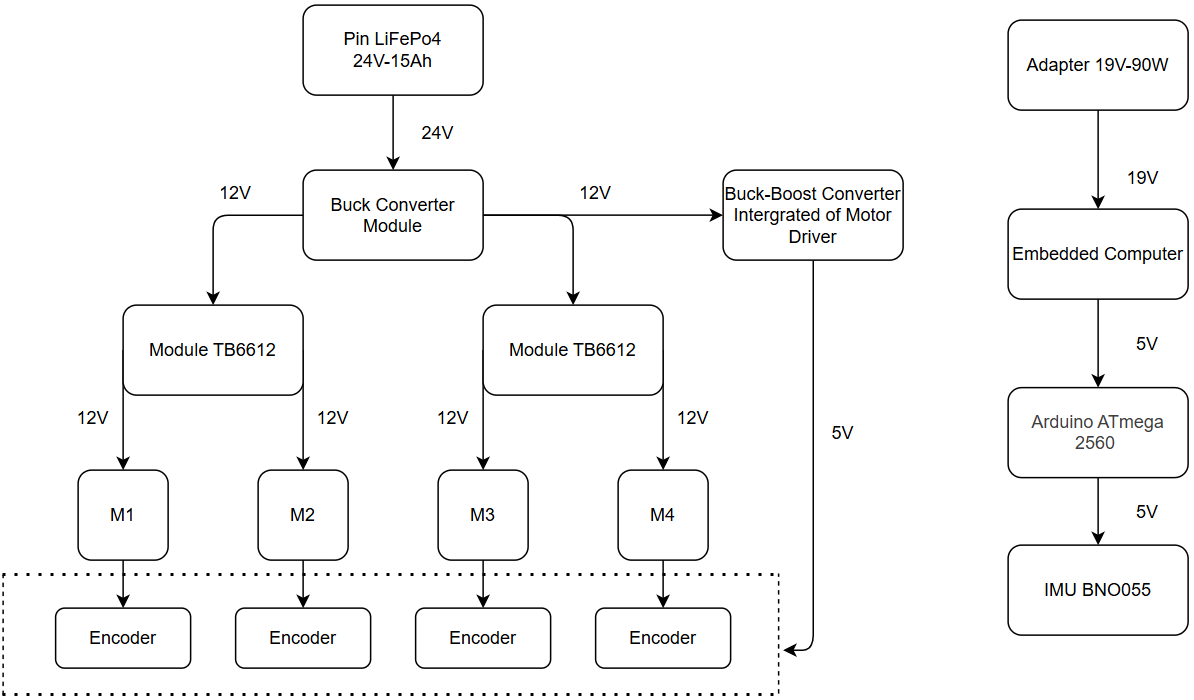 Pin LiFePo4
24V-15Ah
24V
12V
Buck Converter
Module
12V
Buck-Boost Converter
Intergrated of Motor
Driver
Module TB6612
Module TB6612
12V
12V
12V
12V
5V
M1
M2
M3
M4
Encoder
Encoder
Encoder
Encoder
Adapter 19V-90W
19V
Embedded Computer
5V
Arduino ATmega
2560
5V
IMU BNO055